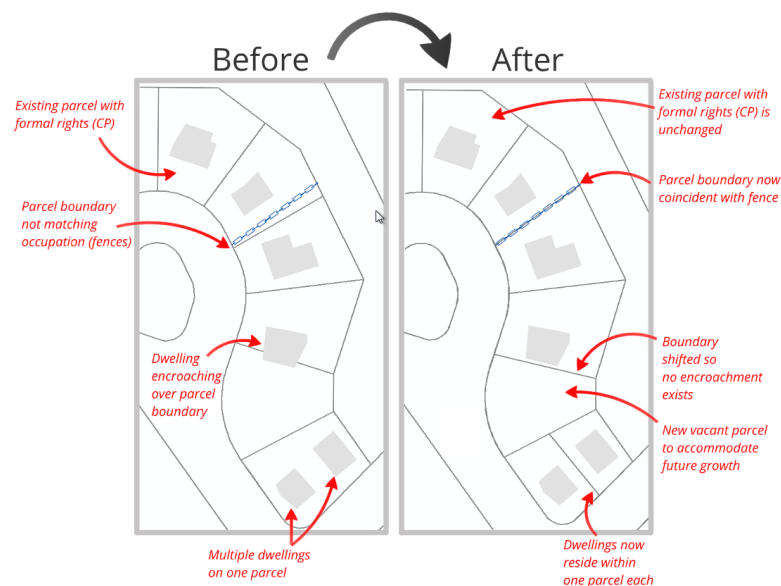 Before
After
Existing parcel with
formal rights (CP)
Parcel boundary
not matching
occupation (fences)
Dwelling
encroaching
over parcel
boundary
Multiple dwellings
on one parcel
Existing parcel with
formal rights (CP) is
unchanged
Parcel boundary now
coincident with fence
Boundary
shifted so
no encroachment
exists
New vacant parcel
to accommodate
future growth
Dwellings now
reside within
one parcel each